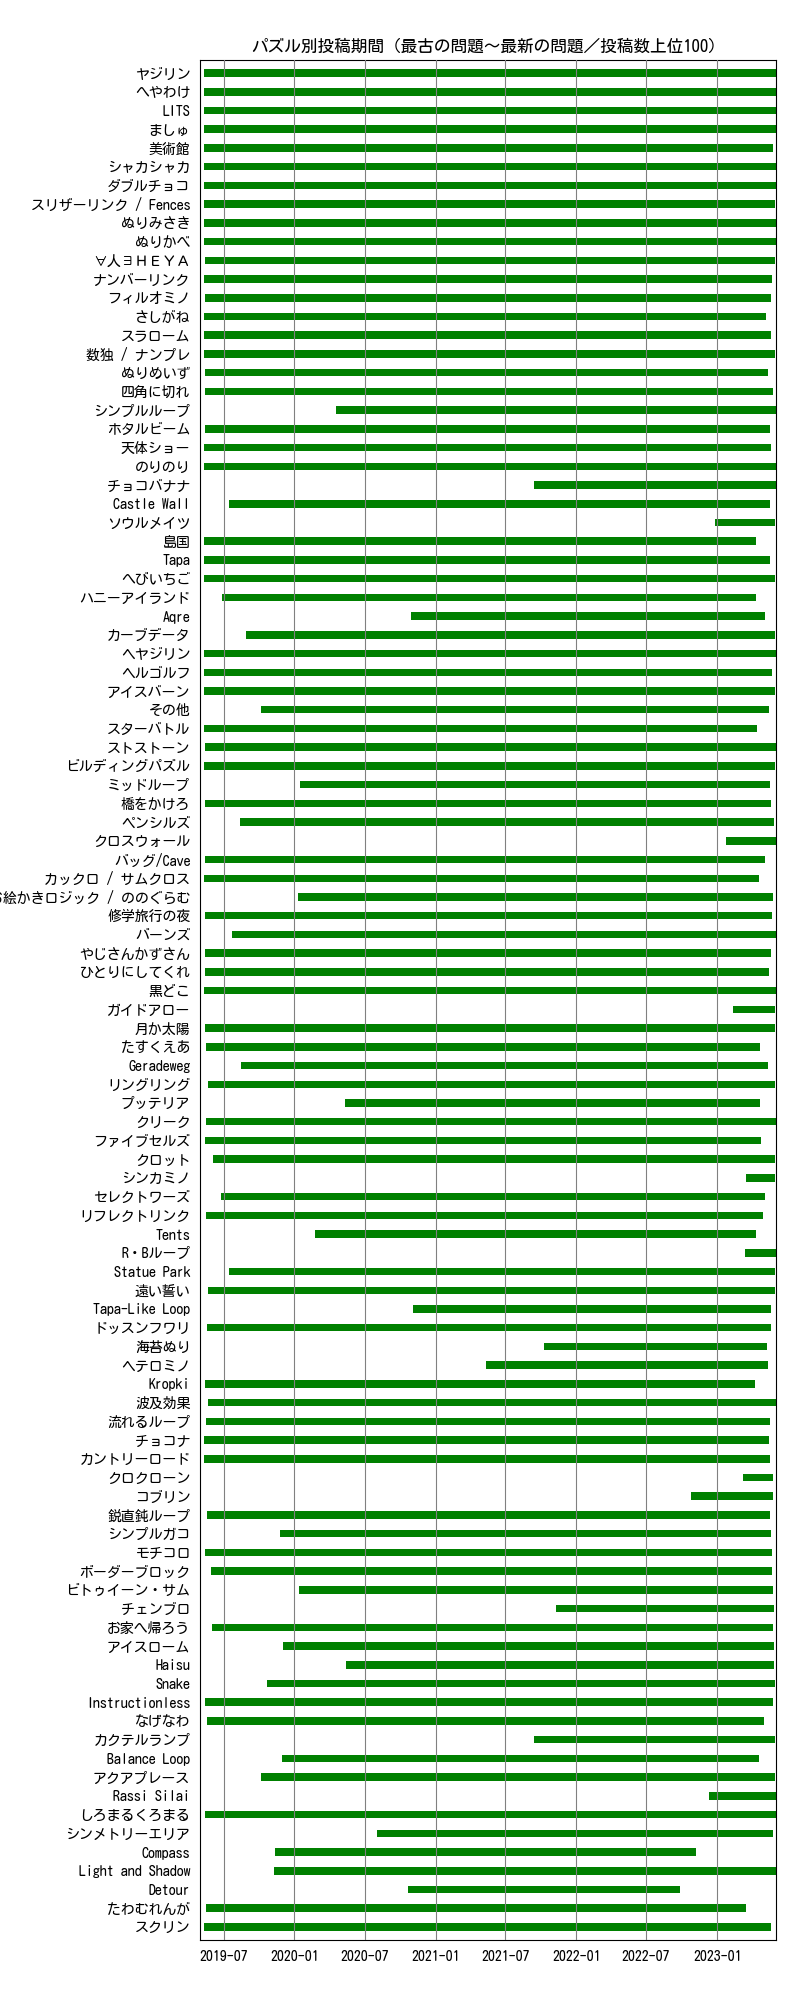 パズル別投稿期間（最古の問題～最新の問題／投稿数上位100）
ヤジリン
へやわけ
LITS
ましゅ
美術館
シャカシャカ
ダブルチョコ
スリザーリンク / Fences
ぬりみさき
ぬりかべ
∀人ヨＨＥＹＡ
ナンバーリンク
フィルオミノ
さしがね
スラローム
数独 / ナンプレ
ぬりめいず
四角に切れ
シンプルループ
ホタルビーム
天体ショー
のりのり
チョコバナナ
Castle Wall
ソウルメイツ
島国
Tapa
へびいちご
ハニーアイランド
Aqre
カーブデータ
ヘヤジリン
ヘルゴルフ
アイスバーン
その他
スターバトル
ストストーン
ビルディングパズル
ミッドループ
橋をかけろ
ペンシルズ
クロスウォール
バッグ/Cave
カックロ / サムクロス
絵かきロジック / ののぐらむ
修学旅行の夜
バーンズ
やじさんかずさん
ひとりにしてくれ
黒どこ
ガイドアロー
月か太陽
たすくえあ
Geradeweg
リングリング
プッテリア
クリーク
ファイブセルズ
クロット
シンカミノ
セレクトワーズ
リフレクトリンク
Tents
R・Bループ
Statue Park
遠い誓い
Tapa-Like Loop
ドッスンフワリ
海苔ぬり
ヘテロミノ
Kropki
波及効果
流れるループ
チョコナ
カントリーロード
クロクローン
コブリン
鋭直鈍ループ
シンプルガコ
モチコロ
ボーダーブロック
ビトゥイーン・サム
チェンブロ
お家へ帰ろう
アイスローム
Haisu
Snake
Instructionless
なげなわ
カクテルランプ
Balance Loop
アクアプレース
Rassi Silai
しろまるくろまる
シンメトリーエリア
Compass
Light and Shadow
Detour
たわむれんが
スクリン
2019-07 2020-01 2020-07 2021-01 2021-07 2022-01 2022-07 2023-01